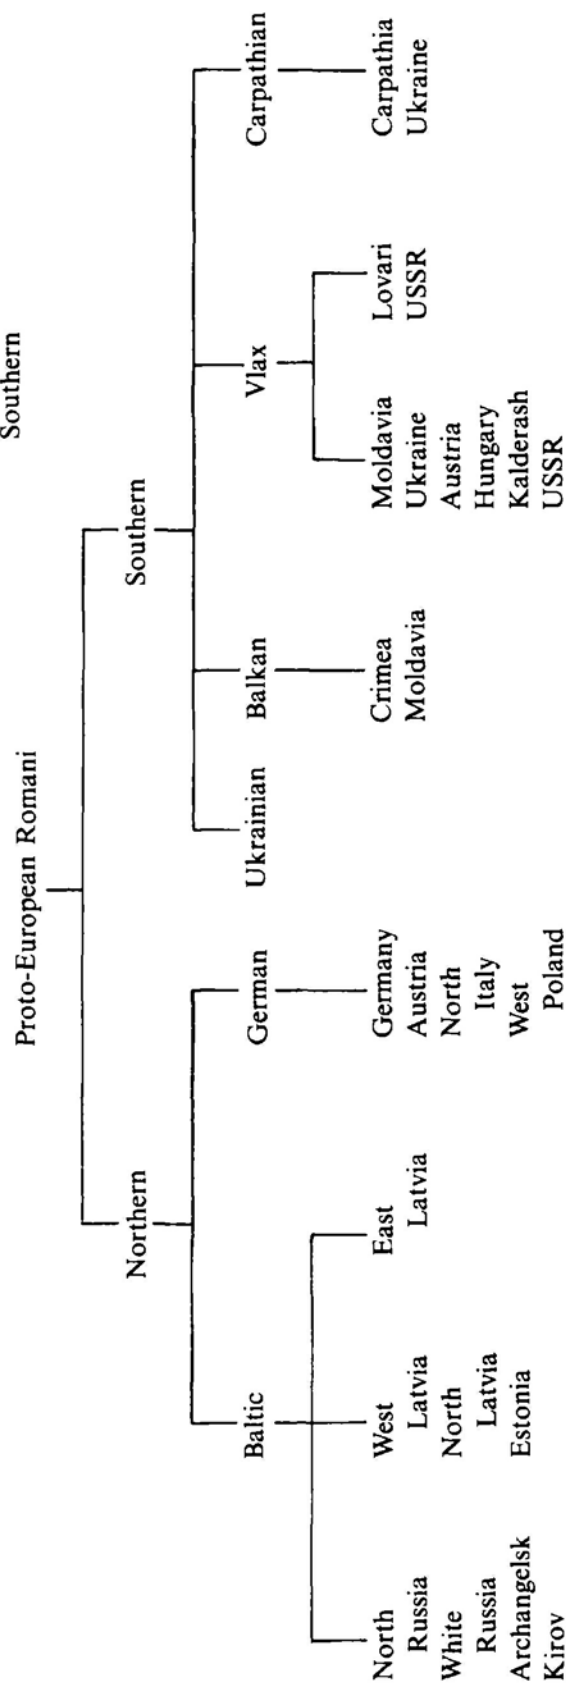 Southern
Proto-European Romani
Northern
Southern
Baltic
German
Ukrainian
Balkan
Vlax
Carpathian
North
Russia
White
Russia
Archangelsk
Kirov
West
Latvia
North
Latvia
Estonia
East
Latvia
Germany
Austria
North
Italy
West
Poland
Crimea
Moldavia
Moldavia
Ukraine
Austria
Hungary
Kalderash
USSR
Lovari
USSR
Carpathia
Ukraine